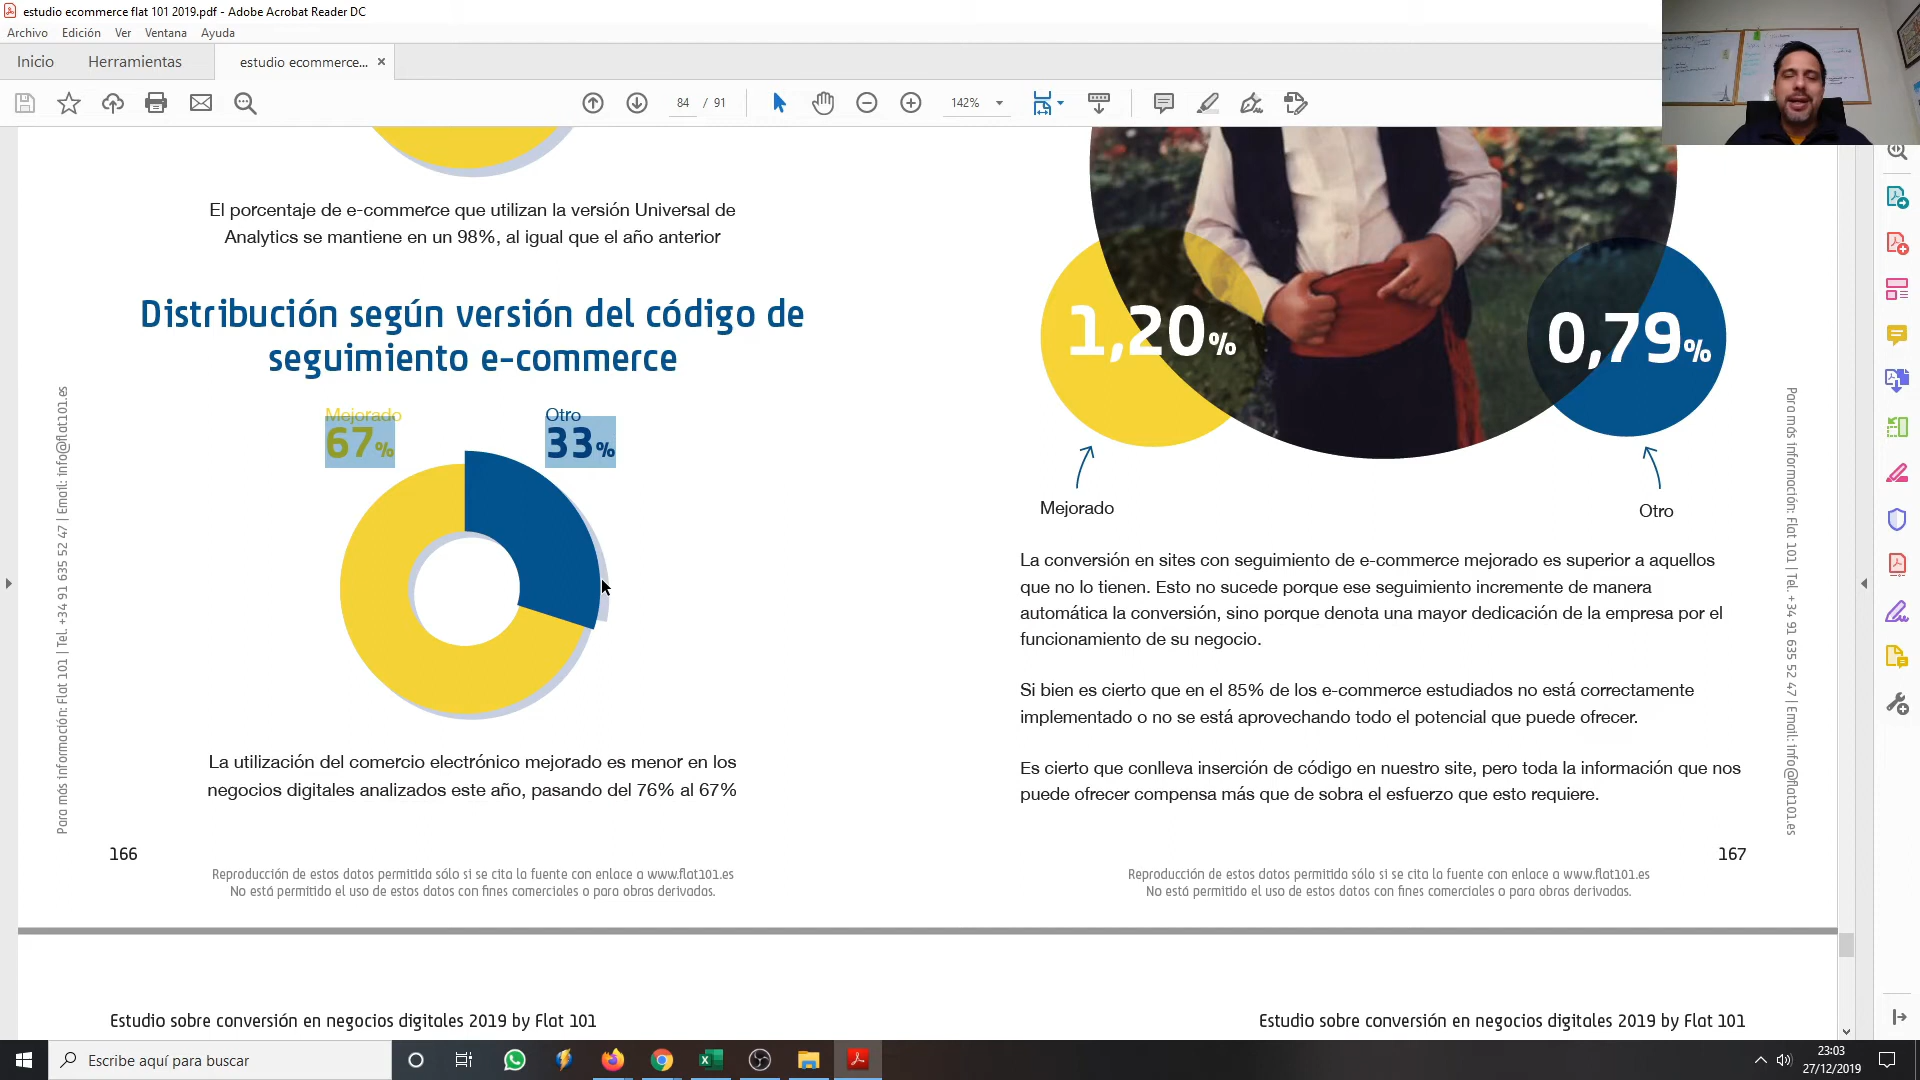 estudio ecommerce flat 101 2019.pdf - Adobe Acrobat Reader DC
Archivo Edición Ver Ventana Ayuda
Inicio Herramientas estudio ecommerce... ×
84 / 91 142%
El porcentaje de e-commerce que utilizan la versión Universal de
Analytics se mantiene en un 98%, al igual que el año anterior
Distribución según versión del código de
seguimiento e-commerce
Mejorado
67%
Otro
33%
La utilización del comercio electrónico mejorado es menor en los
negocios digitales analizados este año, pasando del 76% al 67%
Para más información: Flat 101 | Tel. +34 91 635 52 47 | Email: info@flat101.es
166
Reproducción de estos datos permitida sólo si se cita la fuente con enlace a www.flat101.es
No está permitido el uso de estos datos con fines comerciales o para obras derivadas.
1,20%
0,79%
Mejorado
Otro
La conversión en sites con seguimiento de e-commerce mejorado es superior a aquellos
que no lo tienen. Esto no sucede porque ese seguimiento incremente de manera
automática la conversión, sino porque denota una mayor dedicación de la empresa por el
funcionamiento de su negocio.
Si bien es cierto que en el 85% de los e-commerce estudiados no está correctamente
implementado o no se está aprovechando todo el potencial que puede ofrecer.
Es cierto que conlleva inserción de código en nuestro site, pero toda la información que nos
puede ofrecer compensa más que de sobra el esfuerzo que esto requiere.
Para más información: Flat 101 | Tel. +34 91 635 52 47 | Email: info@flat101.es
167
Reproducción de estos datos permitida sólo si se cita la fuente con enlace a www.flat101.es
No está permitido el uso de estos datos con fines comerciales o para obras derivadas.
Estudio sobre conversión en negocios digitales 2019 by Flat 101
Estudio sobre conversión en negocios digitales 2019 by Flat 101
Escribe aquí para buscar
23:03
27/12/2019